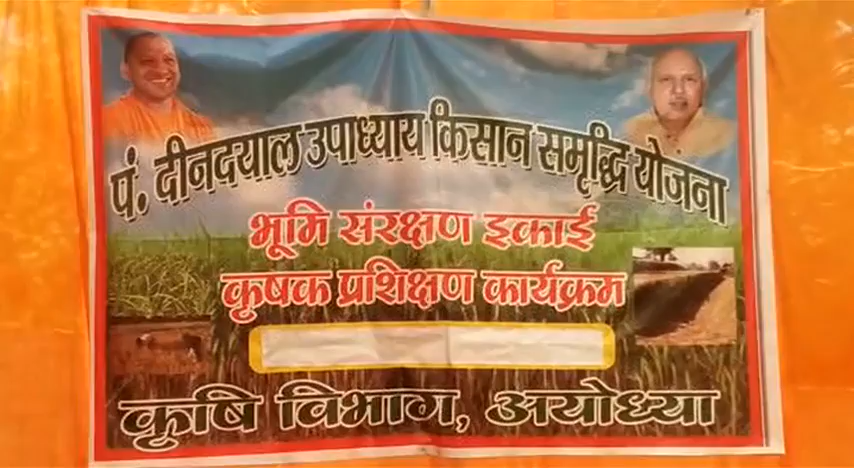 पं. दीनदयाल उपाध्याय किसान समृद्धि योजना
भूमि संरक्षण इकाई
कृषक प्रशिक्षण कार्यक्रम
कृषि विभाग, अयोध्या